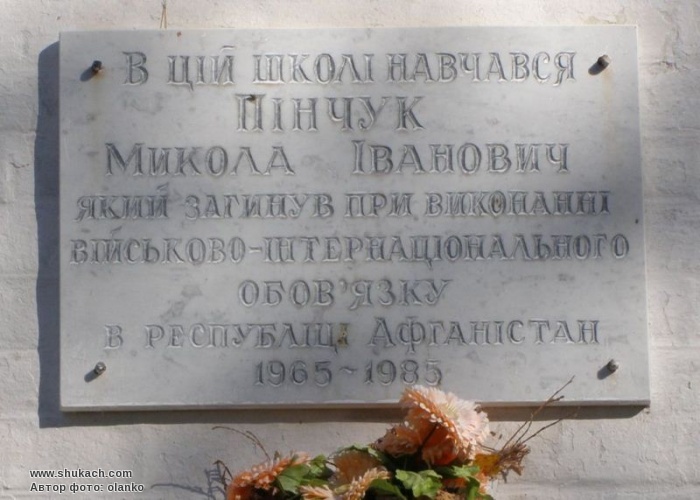 В ЦІЙ ШКОЛІ НАВЧАВСЯ
ПІНЧУК
МИКОЛА ІВАНОВИЧ
ЯКИЙ ЗАГИНУВ ПРИ ВИКОНАННІ
ВІЙСЬКОВО-ІНТЕРНАЦІОНАЛЬНОГО
ОБОВ'ЯЗКУ
В РЕСПУБЛІЦІ АФГАНІСТАН
1965~1985
www.shukach.com
Автор фото: olanko